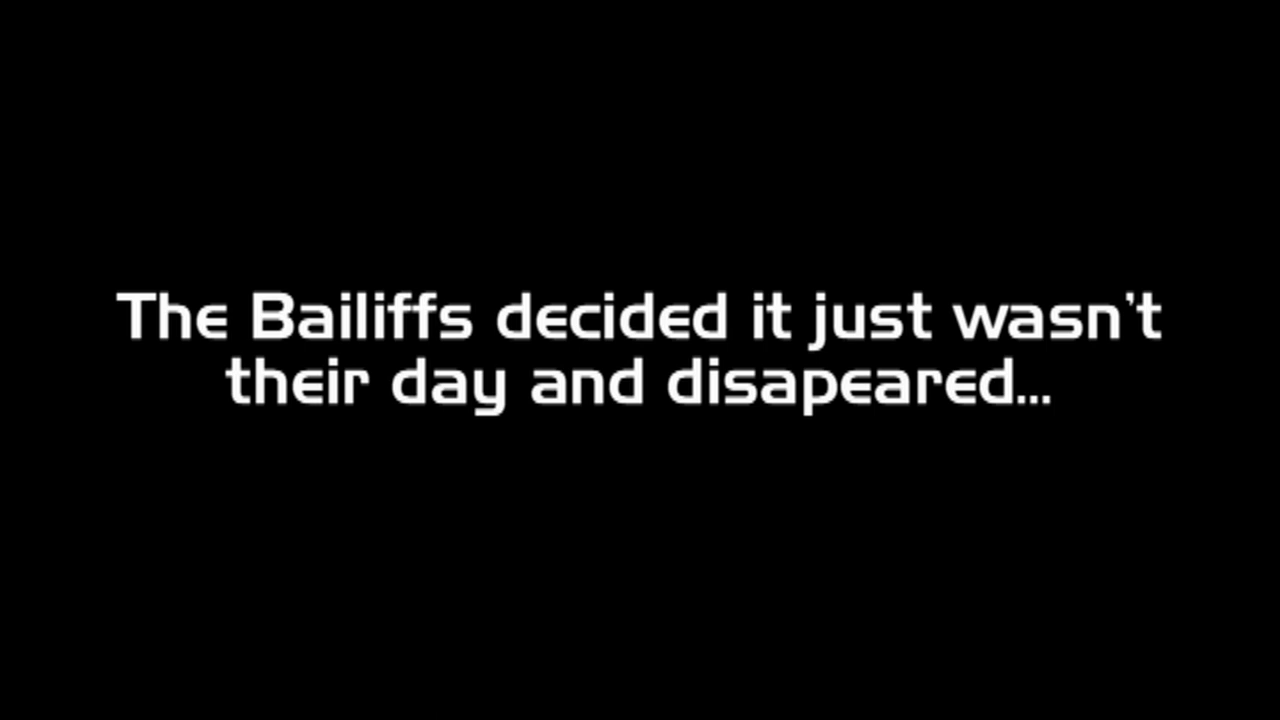 The Bailiffs decided it just wasn't
their day and disapeared...